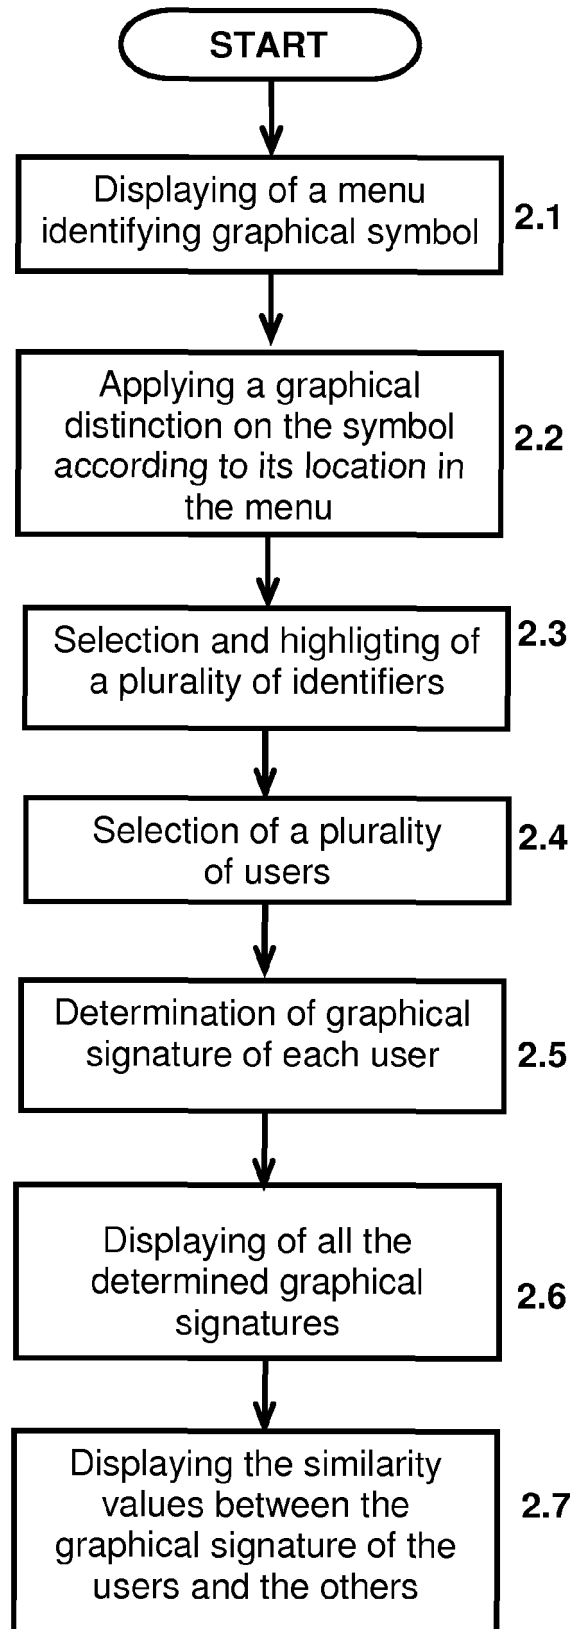 START
Displaying of a menu
identifying graphical symbol
2.1
Applying a graphical
distinction on the symbol
according to its location in
the menu
2.2
Selection and highligting of
a plurality of identifiers
2.3
Selection of a plurality
of users
2.4
Determination of graphical
signature of each user
2.5
Displaying of all the
determined graphical
signatures
2.6
Displaying the similarity
values between the
graphical signature of the
users and the others
2.7